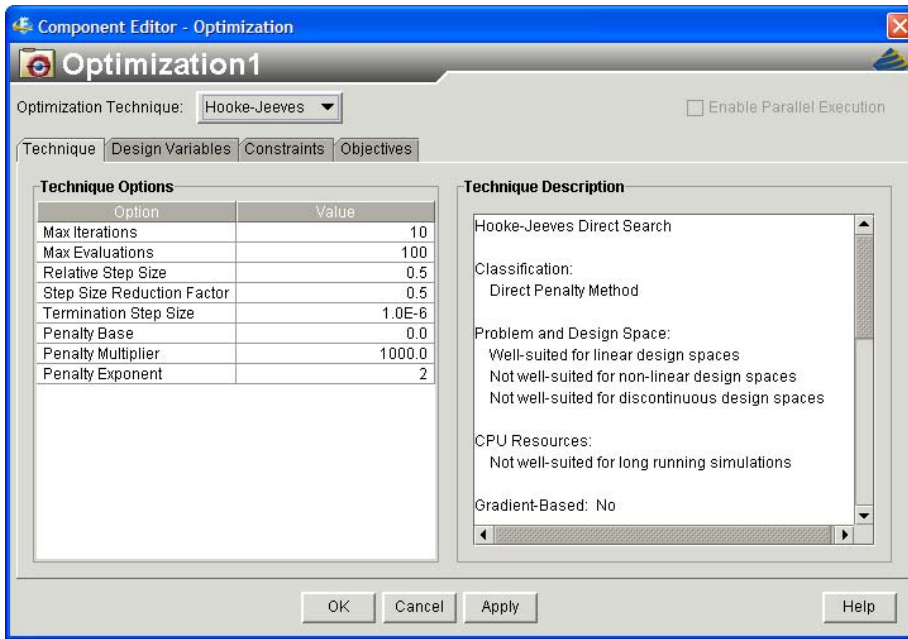 Component Editor - Optimization
Optimization1
Optimization Technique: Hooke-Jeeves
Enable Parallel Execution
Technique Design Variables Constraints Objectives
Technique Options
Option Value
Max Iterations 10
Max Evaluations 100
Relative Step Size 0.5
Step Size Reduction Factor 0.5
Termination Step Size 1.0E-6
Penalty Base 0.0
Penalty Multiplier 1000.0
Penalty Exponent 2
Technique Description
Hooke-Jeeves Direct Search
Classification:
Direct Penalty Method
Problem and Design Space:
Well-suited for linear design spaces
Not well-suited for non-linear design spaces
Not well-suited for discontinuous design spaces
CPU Resources:
Not well-suited for long running simulations
Gradient-Based: No
OK Cancel Apply Help